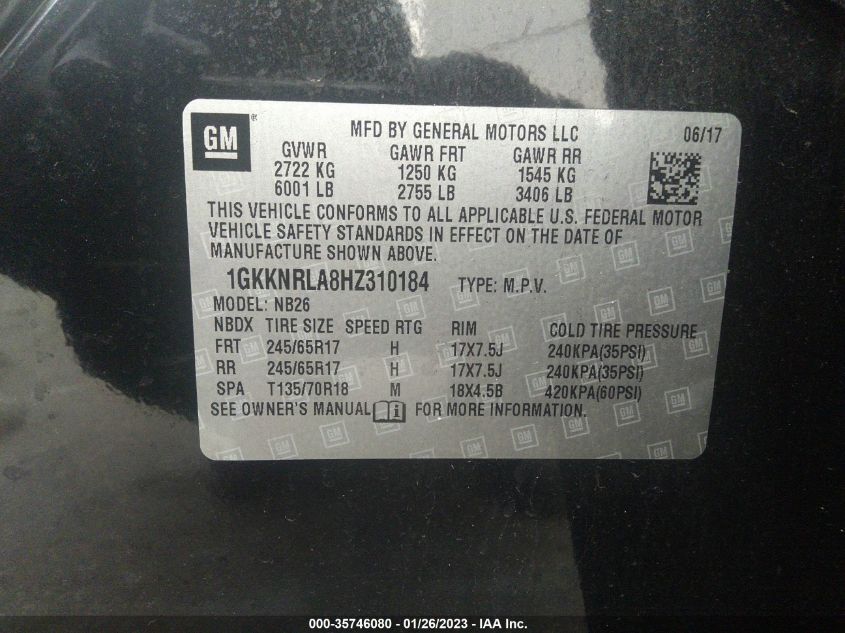 GM ®
MFD BY GENERAL MOTORS LLC 06/17
GVWR GAWR FRT GAWR RR
2722 KG 1250 KG 1545 KG
6001 LB 2755 LB 3406 LB
THIS VEHICLE CONFORMS TO ALL APPLICABLE U.S. FEDERAL MOTOR
VEHICLE SAFETY STANDARDS IN EFFECT ON THE DATE OF
MANUFACTURE SHOWN ABOVE.
1GKKNRLA8HZ310184 TYPE: M.P.V.
MODEL: NB26
NBDX TIRE SIZE SPEED RTG RIM COLD TIRE PRESSURE
FRT 245/65R17 H 17X7.5J 240KPA(35PSI)
RR 245/65R17 H 17X7.5J 240KPA(35PSI)
SPA T135/70R18 M 18X4.5B 420KPA(60PSI)
SEE OWNER'S MANUAL FOR MORE INFORMATION.
000-35746080 - 01/26/2023 - IAA Inc.